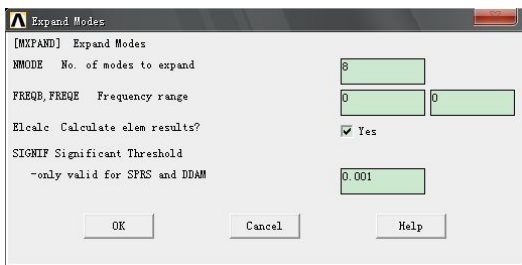 Expand Modes
[MXPAND] Expand Modes
NMODE No. of modes to expand 8
FREQB,FREQE Frequency range 0 0
Elcalc Calculate elem results? Yes
SIGNIF Significant Threshold
-only valid for SPRS and DDAM 0.001
OK Cancel Help